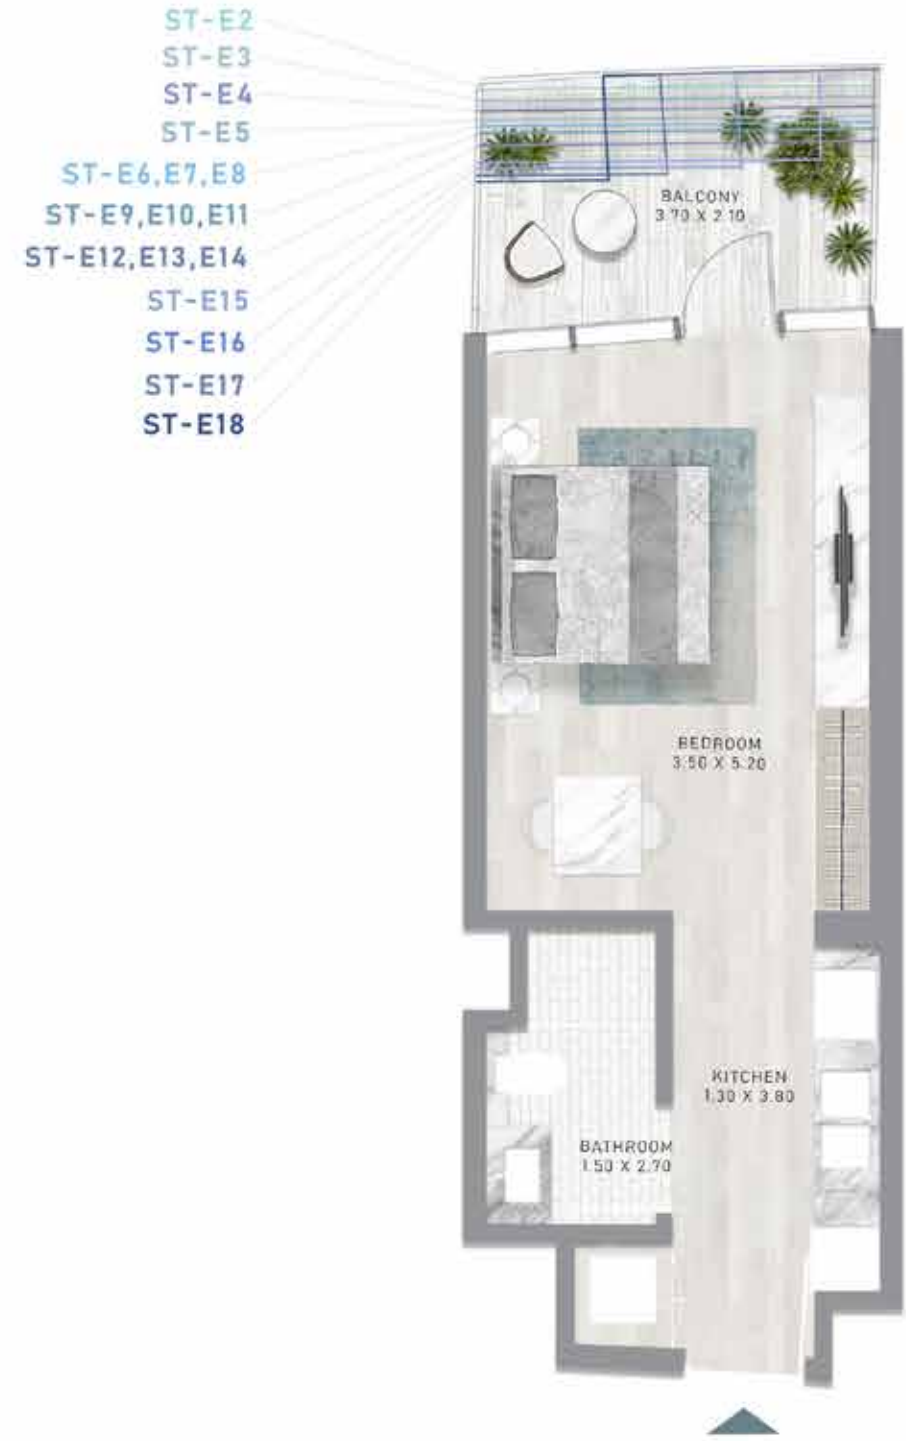 ST-E2
ST-E3
ST-E4
ST-E5
ST-E6,E7,E8
ST-E9,E10,E11
ST-E12,E13,E14
ST-E15
ST-E16
ST-E17
ST-E18
BALCONY
3.70 X 2.10
BEDROOM
3.50 X 5.20
KITCHEN
1.30 X 3.80
BATHROOM
1.50 X 2.70